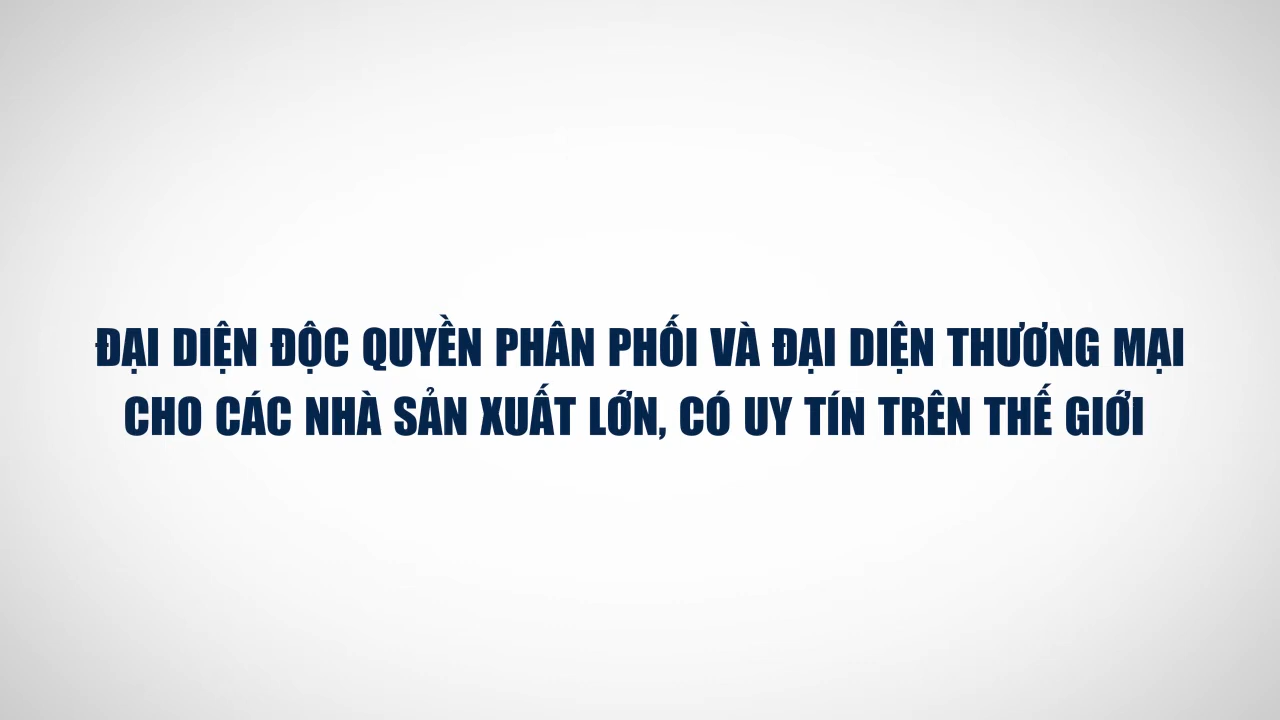 ĐẠI DIỆN ĐỘC QUYỀN PHÂN PHỐI VÀ ĐẠI DIỆN THƯƠNG MẠI
CHO CÁC NHÀ SẢN XUẤT LỚN, CÓ UY TÍN TRÊN THẾ GIỚI